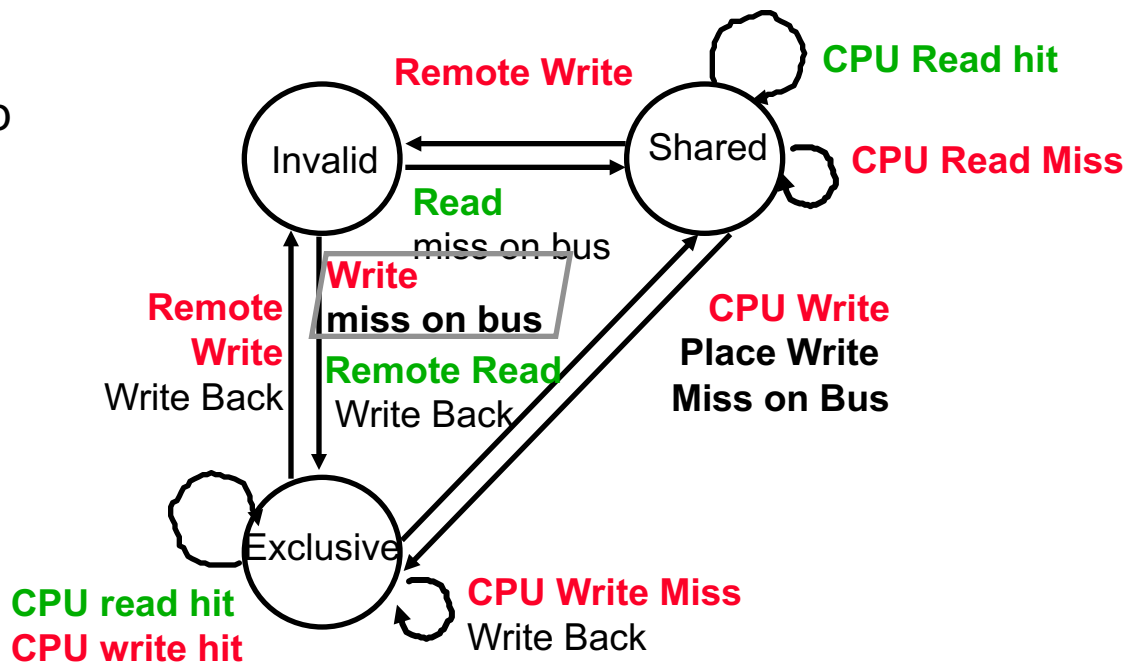 o
Remote Write
CPU Read hit
Invalid
Shared
CPU Read Miss
Read
miss on bus
Write
miss on bus
Remote
Write
Write Back
Remote Read
Write Back
CPU Write
Place Write
Miss on Bus
Exclusive
CPU read hit
CPU write hit
CPU Write Miss
Write Back